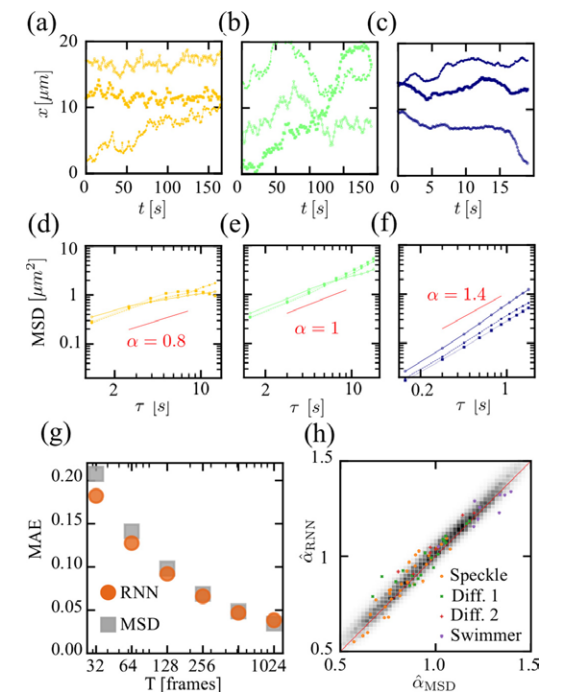 (a)
(b)
(c)
20
10
0
x [μm]
0 50 100 150
0 50 100 150
0 5 10 15
t [s]
t [s]
t [s]
(d)
(e)
(f)
10
1
0.1
MSD [μm²]
α = 0.8
α = 1
α = 1.4
2 10
2 10
0.2 1
τ [s]
τ [s]
τ [s]
(g)
(h)
0.20
0.15
0.10
0.05
0.00
MAE
RNN
MSD
32 64 128 256 1024
T [frames]
1.5
1.0
0.5
α̂RNN
Speckle
Diff. 1
Diff. 2
Swimmer
0.5 1.0 1.5
α̂MSD